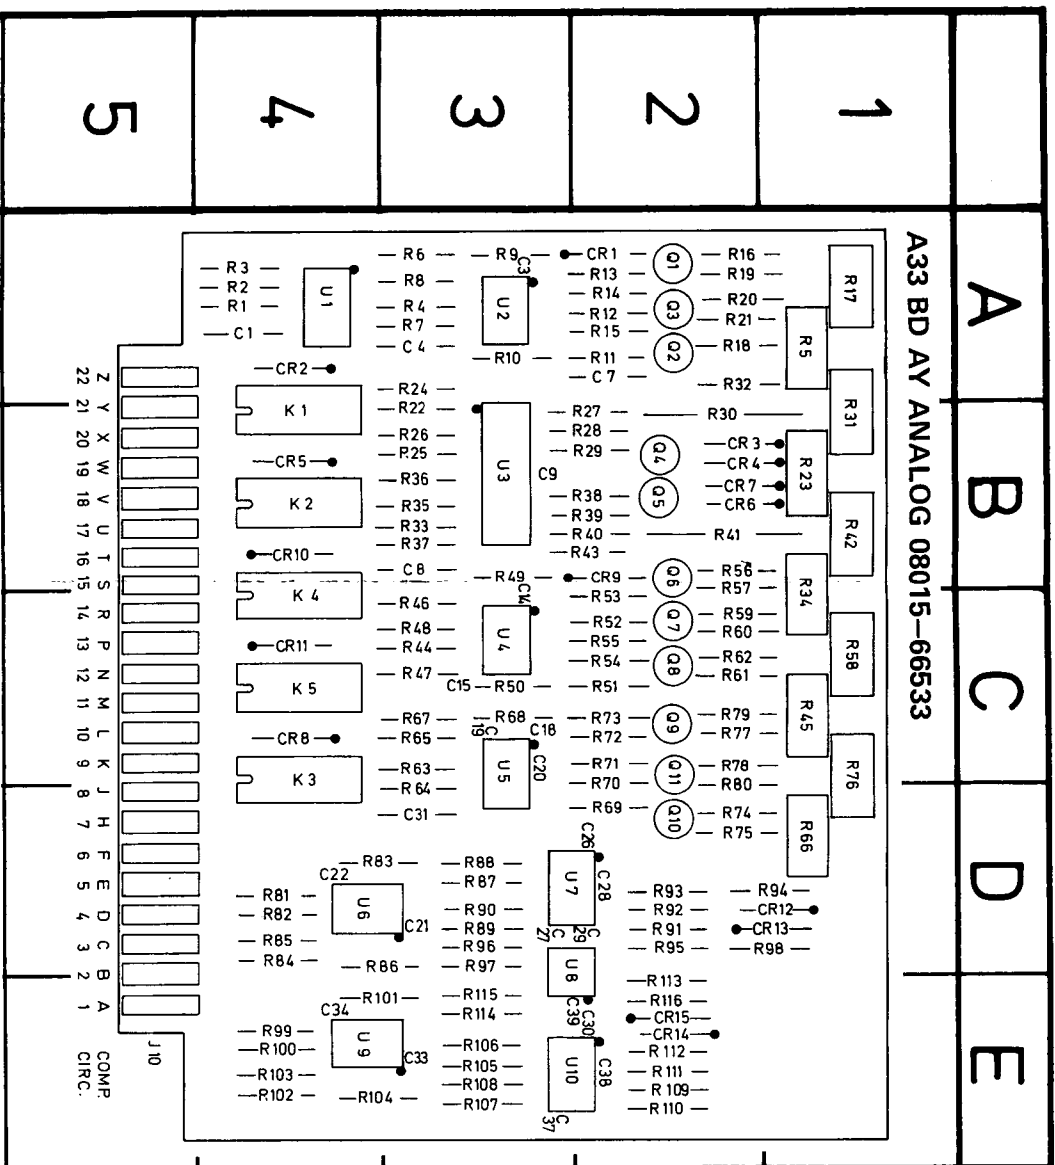 5 4 3 2 1
A
B
C
D
E
A33 BD AY ANALOG 08015-66533
R6 R9 C3 CR1 Q1 R16
R3 R8 R13 R19 R17
R2 U1 U2 R14 R20
R1 R4 R12 Q3 R21
C1 R7 R15
C4 R11 Q2 R18 R5
R10
CR2 C7 R32
R24
K1 R22 R27 R30 R31
R26 R28 CR3
R25 R29 Q4 CR4
CR5 U3 C9 R23
R36 CR7
K2 R35 R38 Q5 CR6
R33 R39
R37 R40 R41 R42
CR10 R43
C8 R49 CR9 Q6 R56
K4 R53 R57 R34
R46 C14 R59
R48 U4 R52 Q7 R60
CR11 R44 R55 R58
R54 Q8 R62
R47 R61
K5 C15 R50 R51
R67 R68 R73 R79 R45
R65 C19 C18 R72 Q9 R77
CR8 U5 C20
R63 R71 Q11 R78 R76
K3 R64 R70 R80
C31 R69 Q10 R74
R75 R66
C26
R83 R88
C22 R87 U7 C28 R93 R94
R81 U6 R90 R92 CR12
R82 C21 R89 R91 CR13
R85 R96 C27 C29 R95 R98
R84 R86 R97 U8
R113
R101 R115 R116
C34 R114 C39 C30 CR15
R99 U9 CR14
R100 C33 R106 U10 C38 R112
R103 R105 R111
R102 R104 R108 R109
R107 C37 R110
22 Z
21 Y
20 X
19 W
18 V
17 U
16 T
15 S
14 R
13 P
12 N
11 M
10 L
9 K
8 J
7 H
6 F
5 E
4 D
3 C
2 B
1 A
J10
COMP.
CIRC.